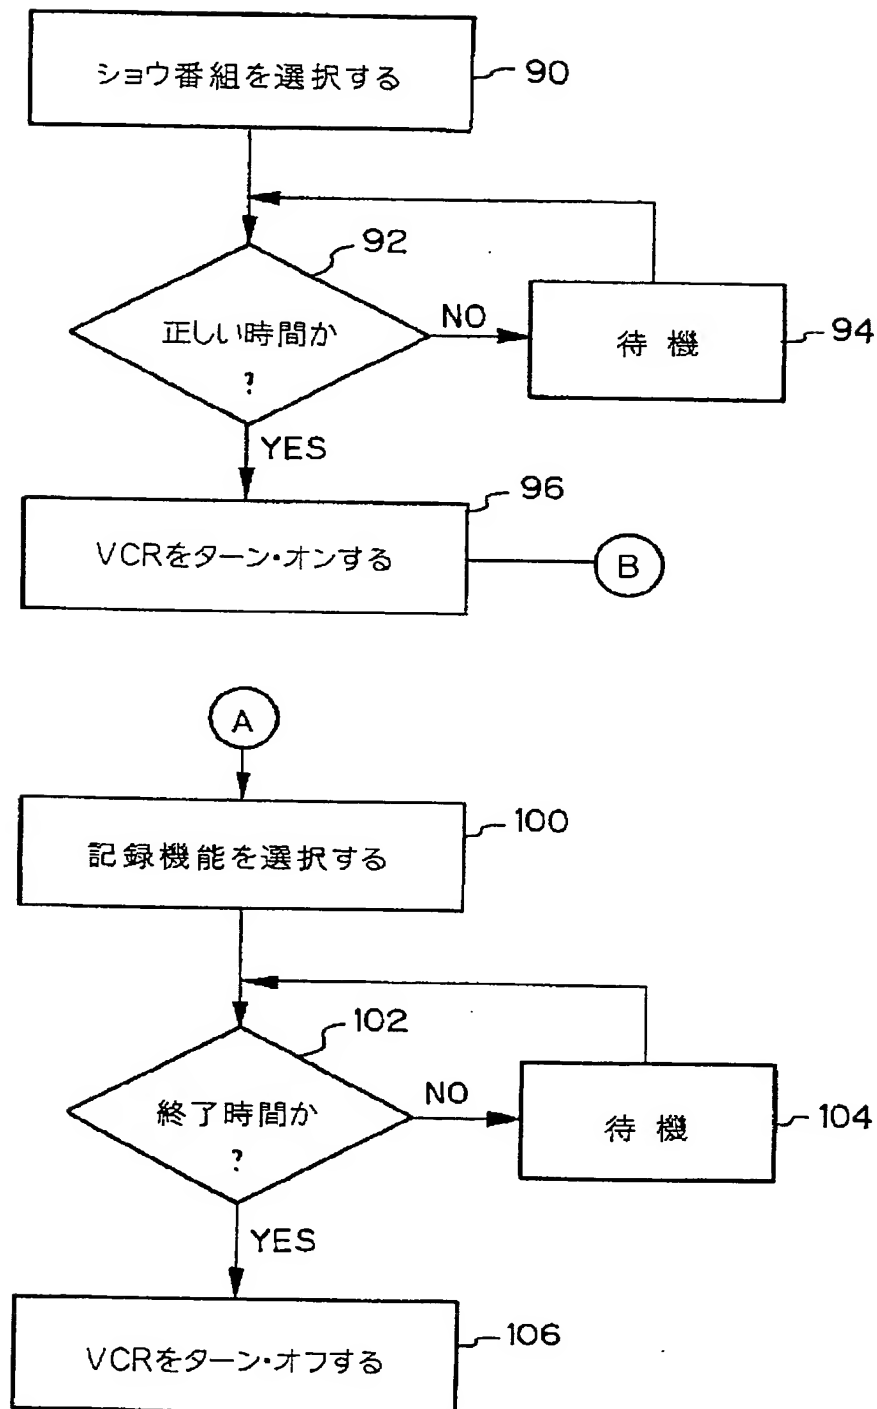 ショウ番組を選択する
90
92
正しい時間か
?
NO
待機
94
YES
96
VCRをターン・オンする
B
A
記録機能を選択する
100
102
終了時間か
?
NO
待機
104
YES
VCRをターン・オフする
106